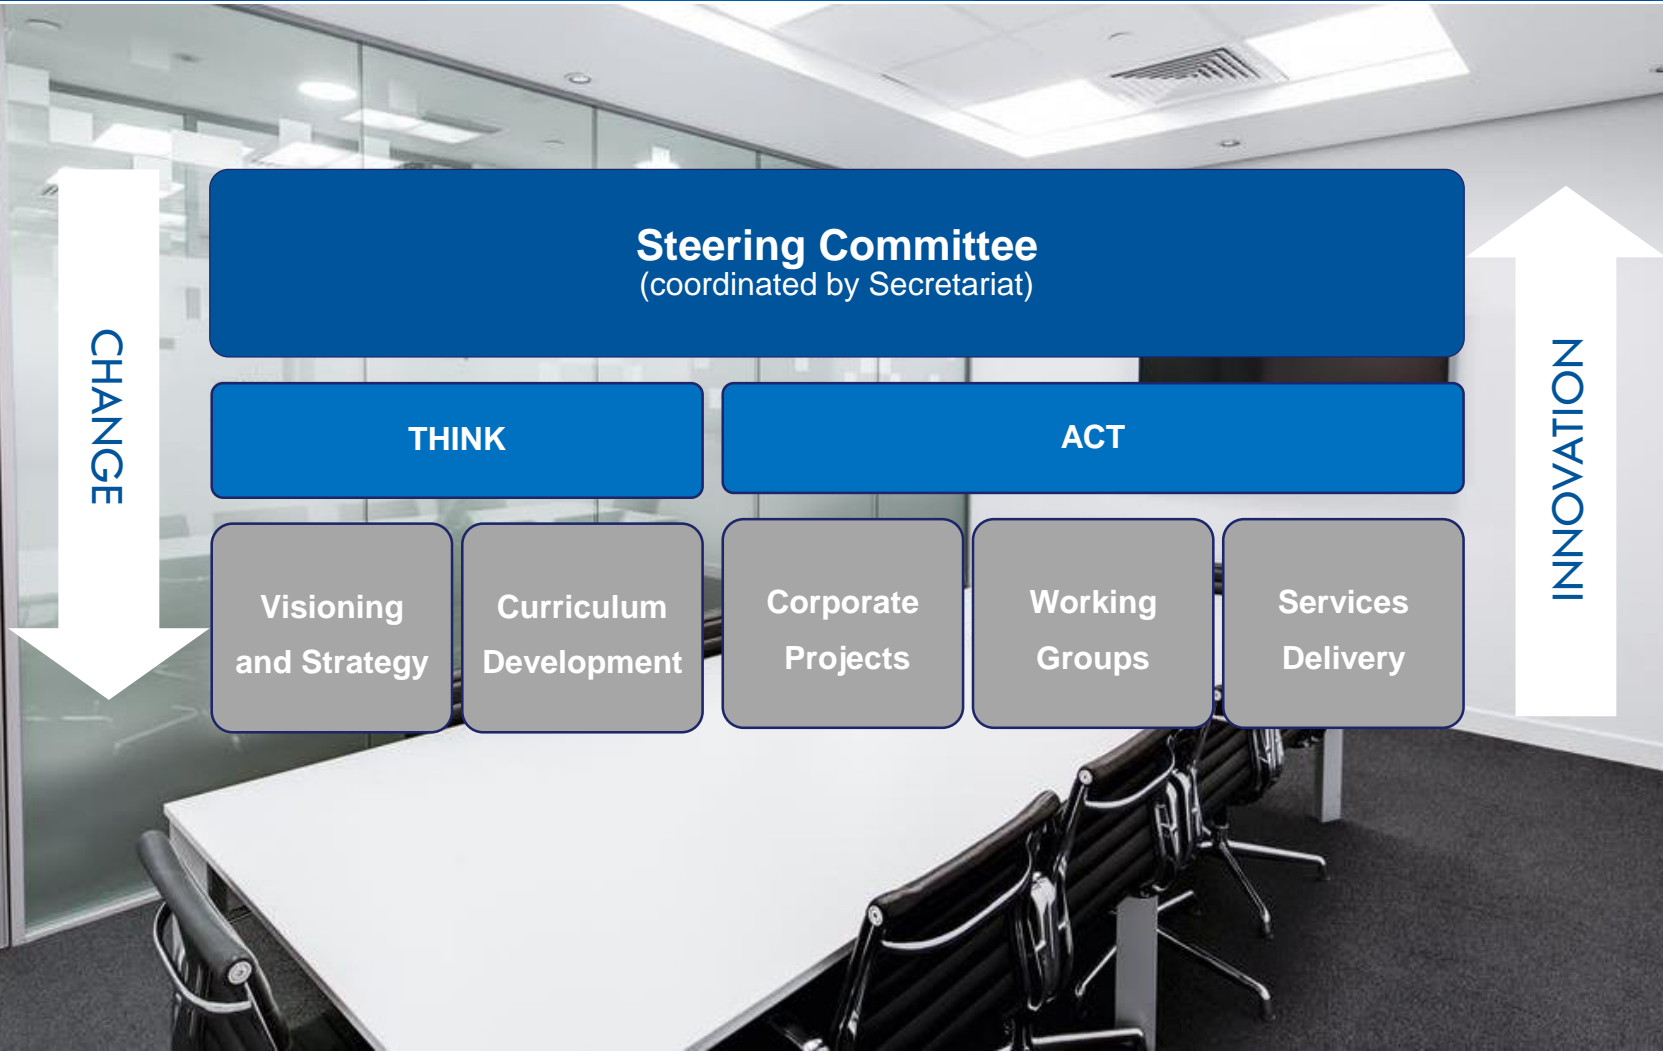 Steering Committee
(coordinated by Secretariat)
CHANGE
THINK
ACT
INNOVATION
Visioning
and Strategy
Curriculum
Development
Corporate
Projects
Working
Groups
Services
Delivery